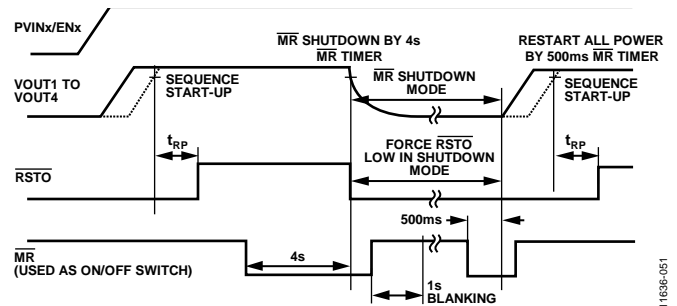 PVINx/ENx
MR SHUTDOWN BY 4s
MR TIMER
RESTART ALL POWER
BY 500ms MR TIMER
VOUT1 TO
VOUT4
SEQUENCE
START-UP
MR SHUTDOWN
MODE
SEQUENCE
START-UP
tRP
FORCE RSTO
LOW IN SHUTDOWN
MODE
tRP
RSTO
500ms
MR
(USED AS ON/OFF SWITCH)
4s
1s
BLANKING
11636-051